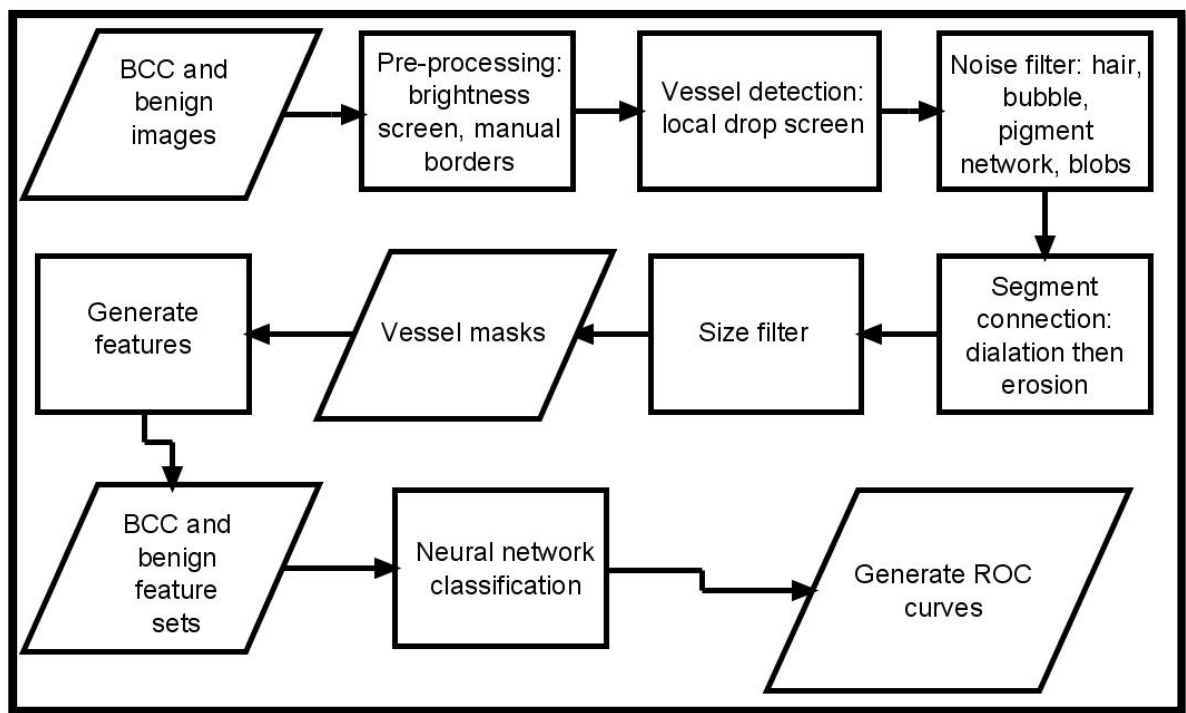 BCC and
benign
images
Pre-processing:
brightness
screen, manual
borders
Vessel detection:
local drop screen
Noise filter: hair,
bubble,
pigment
network, blobs
Segment
connection:
dialation then
erosion
Size filter
Vessel masks
Generate
features
BCC and
benign
feature
sets
Neural network
classification
Generate ROC
curves